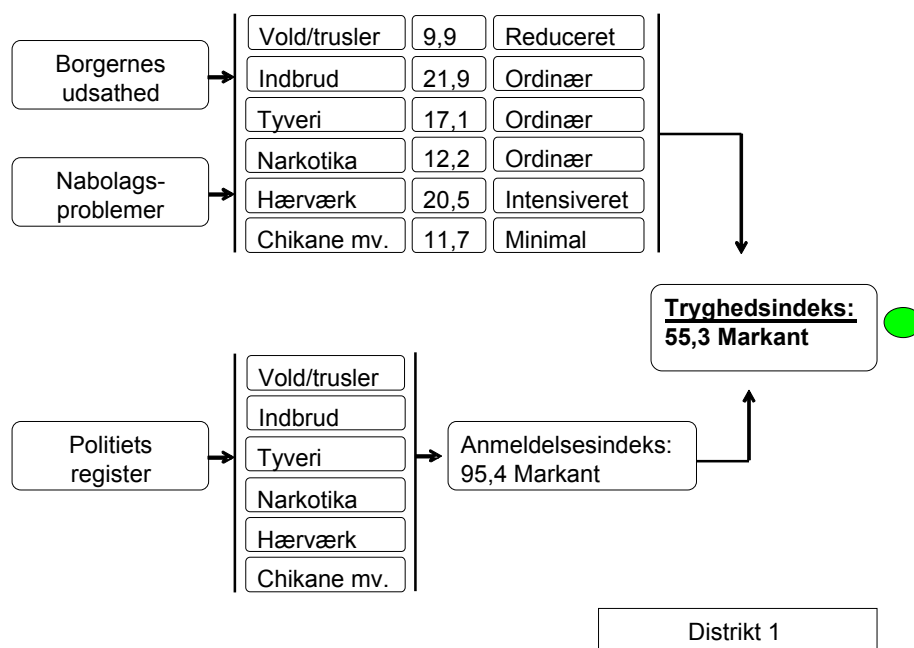 Borgernes
udsathed
Nabolags-
problemer
Vold/trusler 9,9 Reduceret
Indbrud 21,9 Ordinær
Tyveri 17,1 Ordinær
Narkotika 12,2 Ordinær
Hærværk 20,5 Intensiveret
Chikane mv. 11,7 Minimal
Tryghedsindeks:
55,3 Markant
Politiets
register
Vold/trusler
Indbrud
Tyveri
Narkotika
Hærværk
Chikane mv.
Anmeldelsesindeks:
95,4 Markant
Distrikt 1